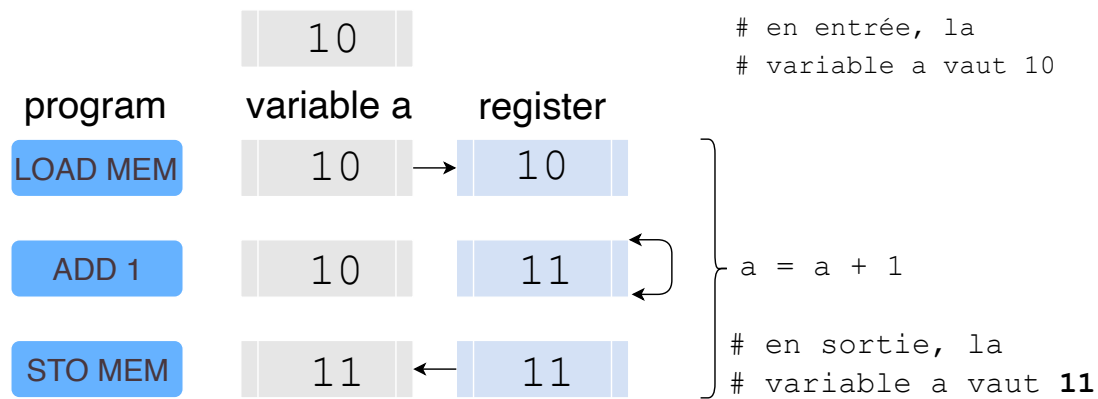 10
# en entrée, la
# variable a vaut 10
program variable a register
LOAD MEM 10 10
ADD 1 10 11
a = a + 1
STO MEM 11 11
# en sortie, la
# variable a vaut 11